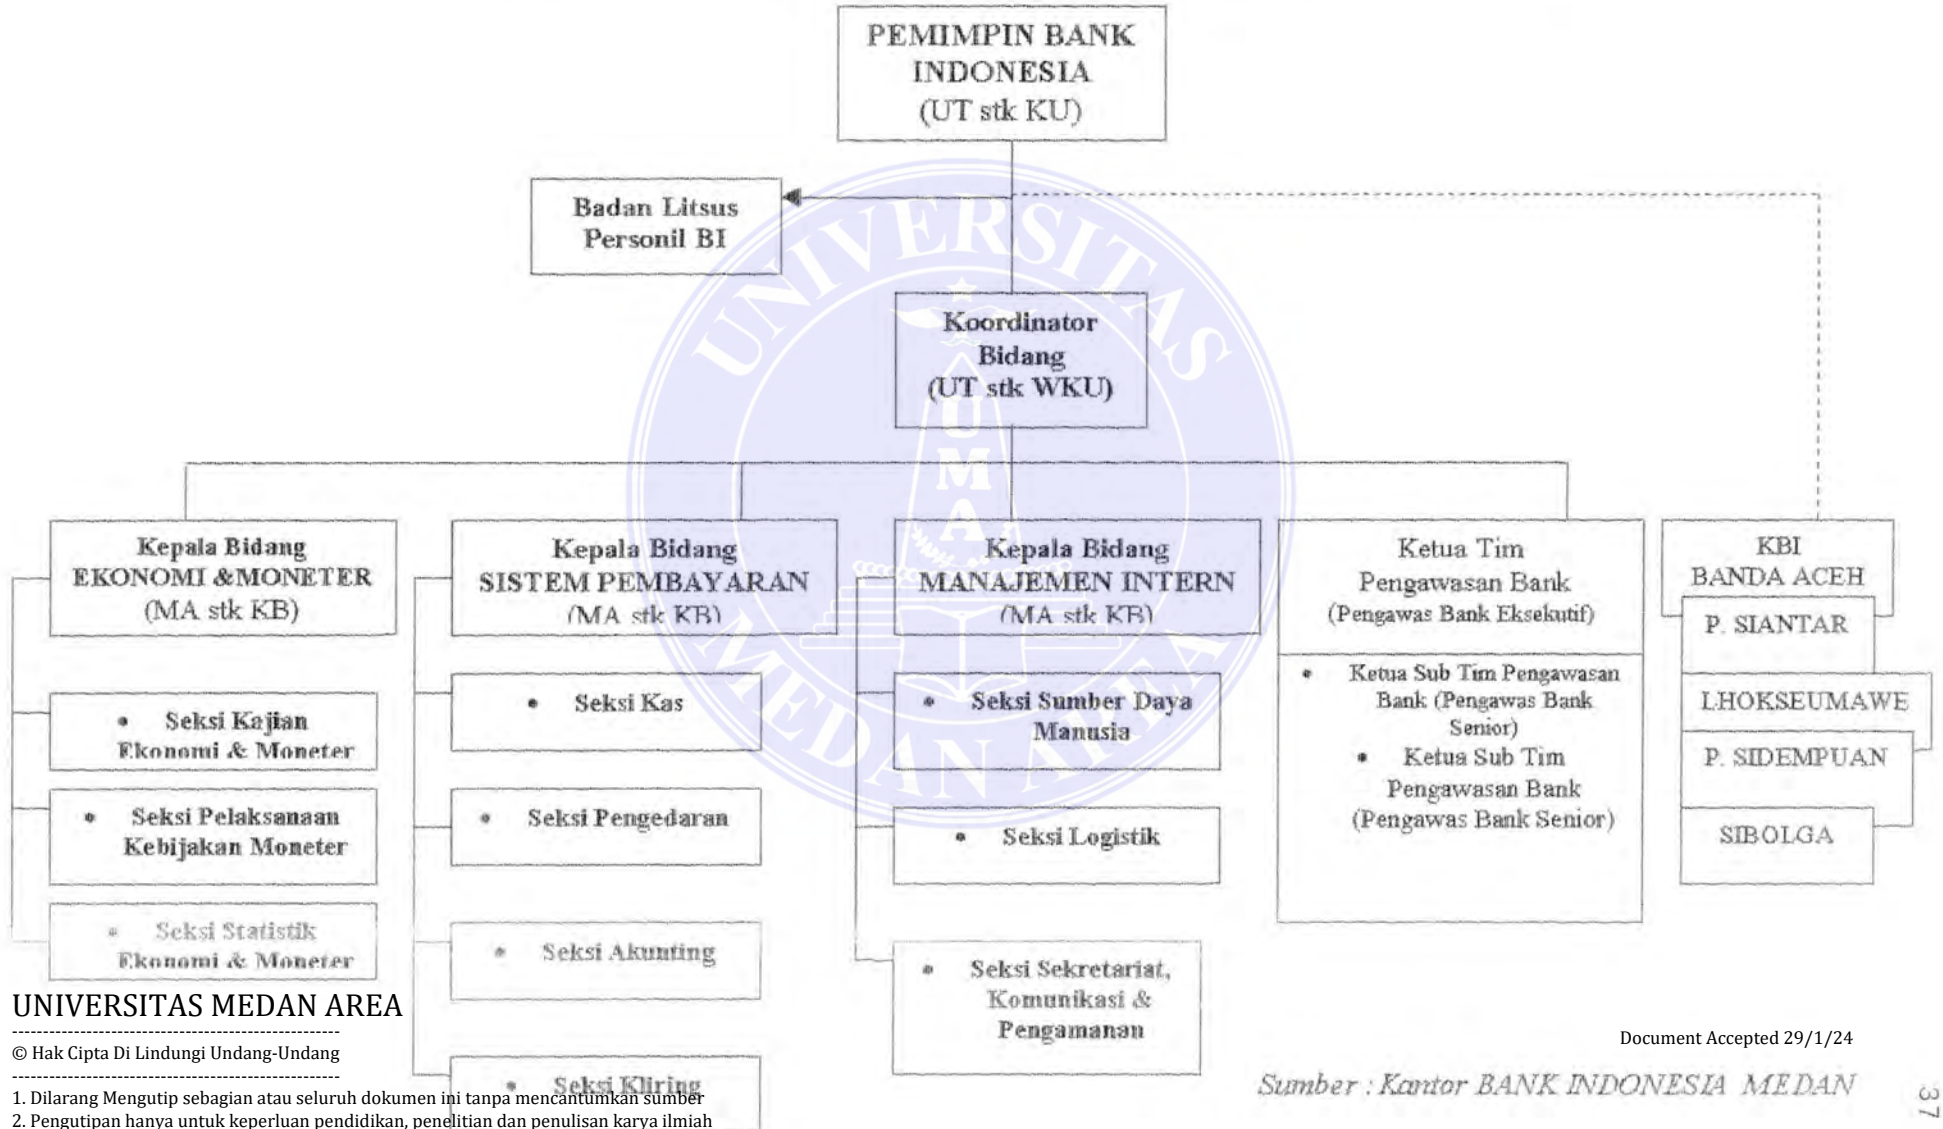 PEMIMPIN BANK
INDONESIA
(UT stk KU)
Badan Litsus
Personil BI
Koordinator
Bidang
(UT stk WKU)
Kepala Bidang
EKONOMI &MONETER
(MA stk KB)
• Seksi Kajian
Ekonomi & Moneter
• Seksi Pelaksanaan
Kebijakan Moneter
• Seksi Statistik
Ekonomi & Moneter
Kepala Bidang
SISTEM PEMBAYARAN
(MA stk KB)
• Seksi Kas
• Seksi Pengedaran
• Seksi Akunting
• Seksi Kliring
Kepala Bidang
MANAJEMEN INTERN
(MA stk KB)
• Seksi Sumber Daya
Manusia
• Seksi Logistik
• Seksi Sekretariat,
Komunikasi &
Pengamanan
Ketua Tim
Pengawasan Bank
(Pengawas Bank Eksekutif)
• Ketua Sub Tim Pengawasan
Bank (Pengawas Bank
Senior)
• Ketua Sub Tim
Pengawasan Bank
(Pengawas Bank Senior)
KBI
BANDA ACEH
P. SIANTAR
LHOKSEUMAWE
P. SIDEMPUAN
SIBOLGA
UNIVERSITAS MEDAN AREA
UMA
UNIVERSITAS MEDAN AREA
© Hak Cipta Di Lindungi Undang-Undang
1. Dilarang Mengutip sebagian atau seluruh dokumen ini tanpa mencantumkan sumber
2. Pengutipan hanya untuk keperluan pendidikan, penelitian dan penulisan karya ilmiah
Document Accepted 29/1/24
Sumber : Kantor BANK INDONESIA MEDAN
37